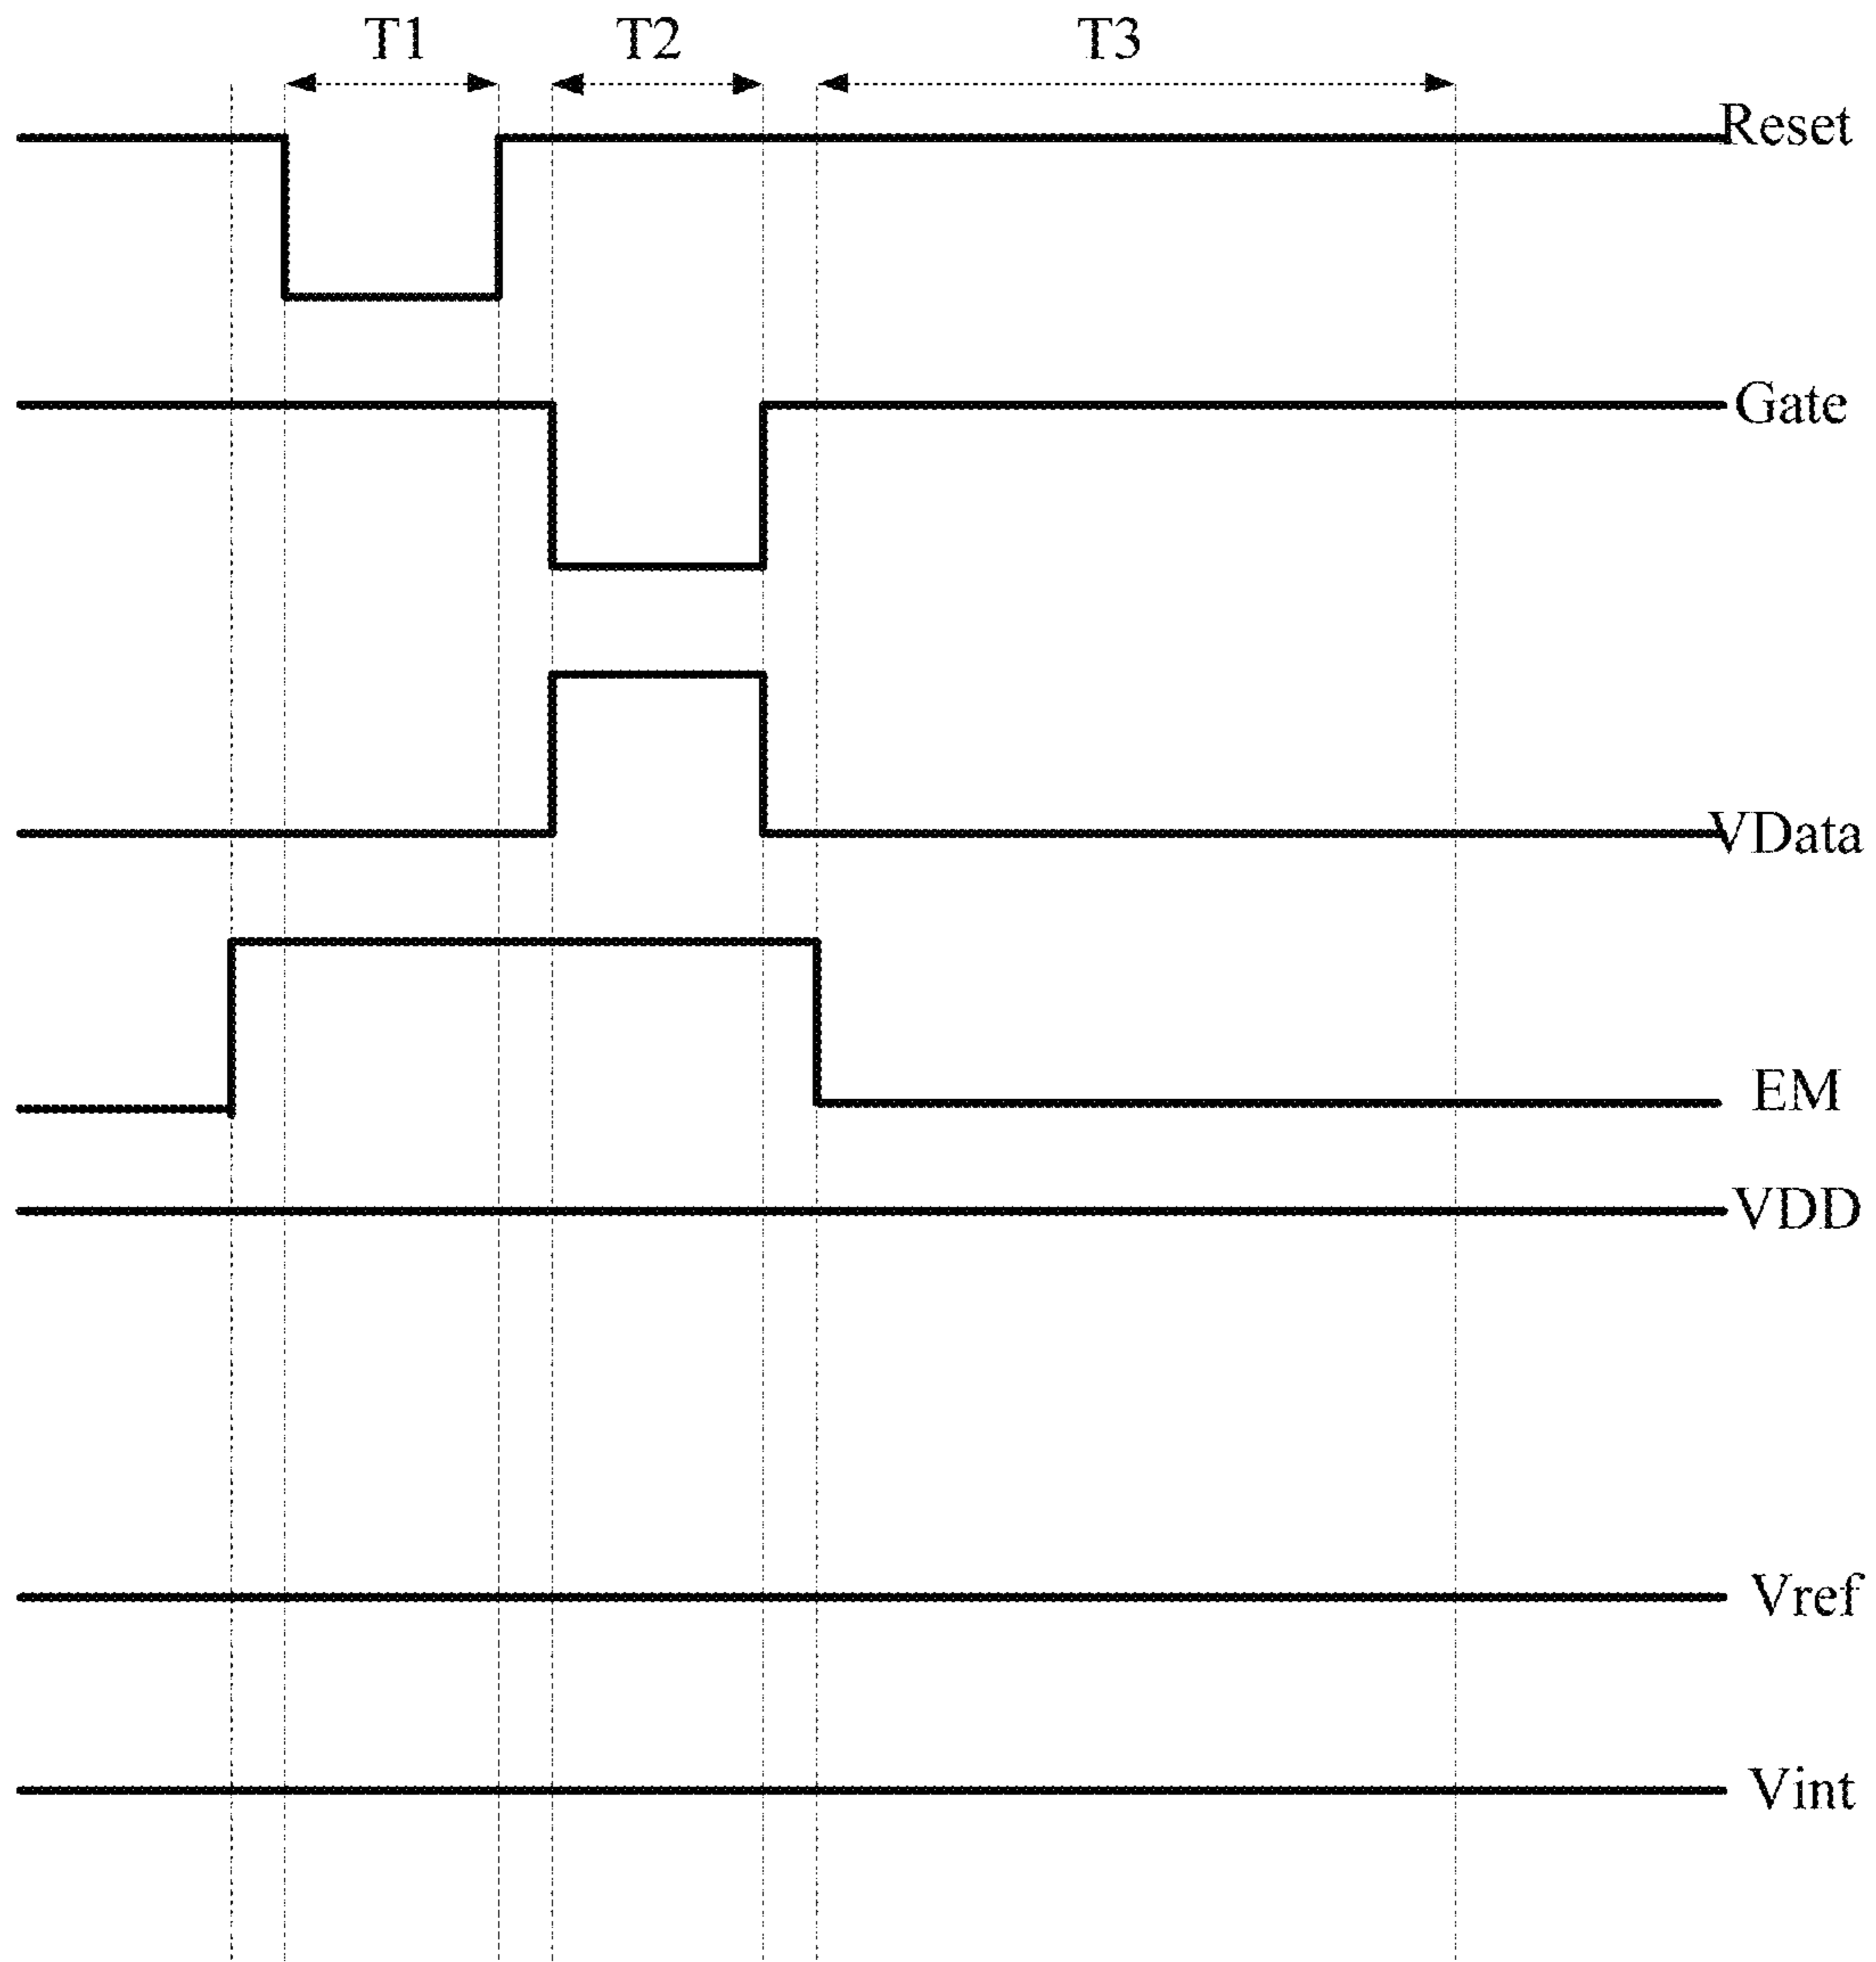 T1 T2 T3
Reset
Gate
VData
EM
VDD
Vref
Vint